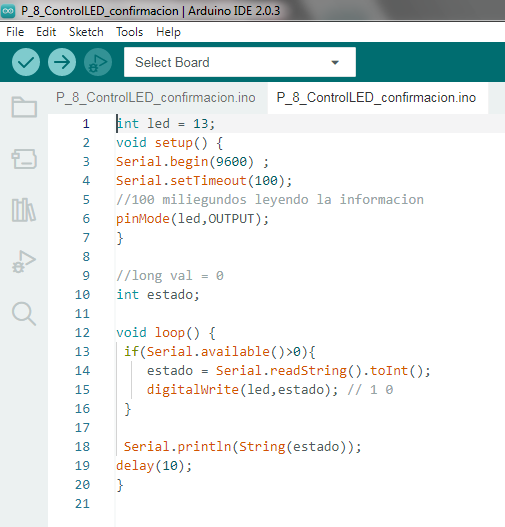 P_8_ControlLED_confirmacion | Arduino IDE 2.0.3
File Edit Sketch Tools Help
Select Board
P_8_ControlLED_confirmacion.ino P_8_ControlLED_confirmacion.ino
1 int led = 13;
2 void setup() {
3 Serial.begin(9600) ;
4 Serial.setTimeout(100);
5 //100 miliegundos leyendo la informacion
6 pinMode(led,OUTPUT);
7 }
8
9 //long val = 0
10 int estado;
11
12 void loop() {
13 if(Serial.available()>0){
14 estado = Serial.readString().toInt();
15 digitalWrite(led,estado); // 1 0
16 }
17
18 Serial.println(String(estado));
19 delay(10);
20 }
21